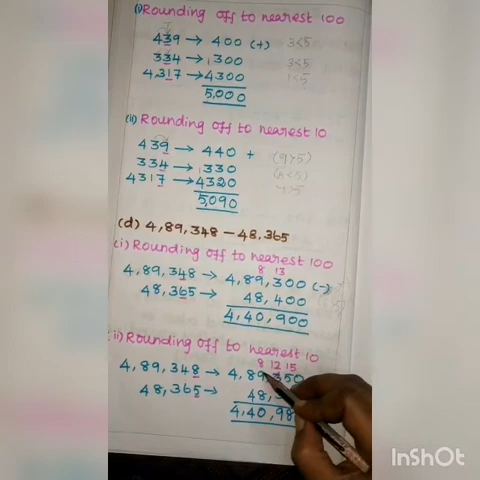 (i) Rounding off to nearest 100
439 → 400 (+) 3<5
334 → 300 3<5
4,317 → 4300 1<5
5,000
(ii) Rounding off to nearest 10
439 → 440 + (9>5)
334 → 330
4317 → 4320 7>5
5,090
(d) 4,89,348 – 48,365
(i) Rounding off to nearest 100
8 13
4,89,348 → 4,89,300 (–)
48,365 → 48,400
4,40,900
ii) Rounding off to nearest 10
8 12 15
4,89,348 → 4,89,350
48,365 → 48,
4,40,98
InShOt